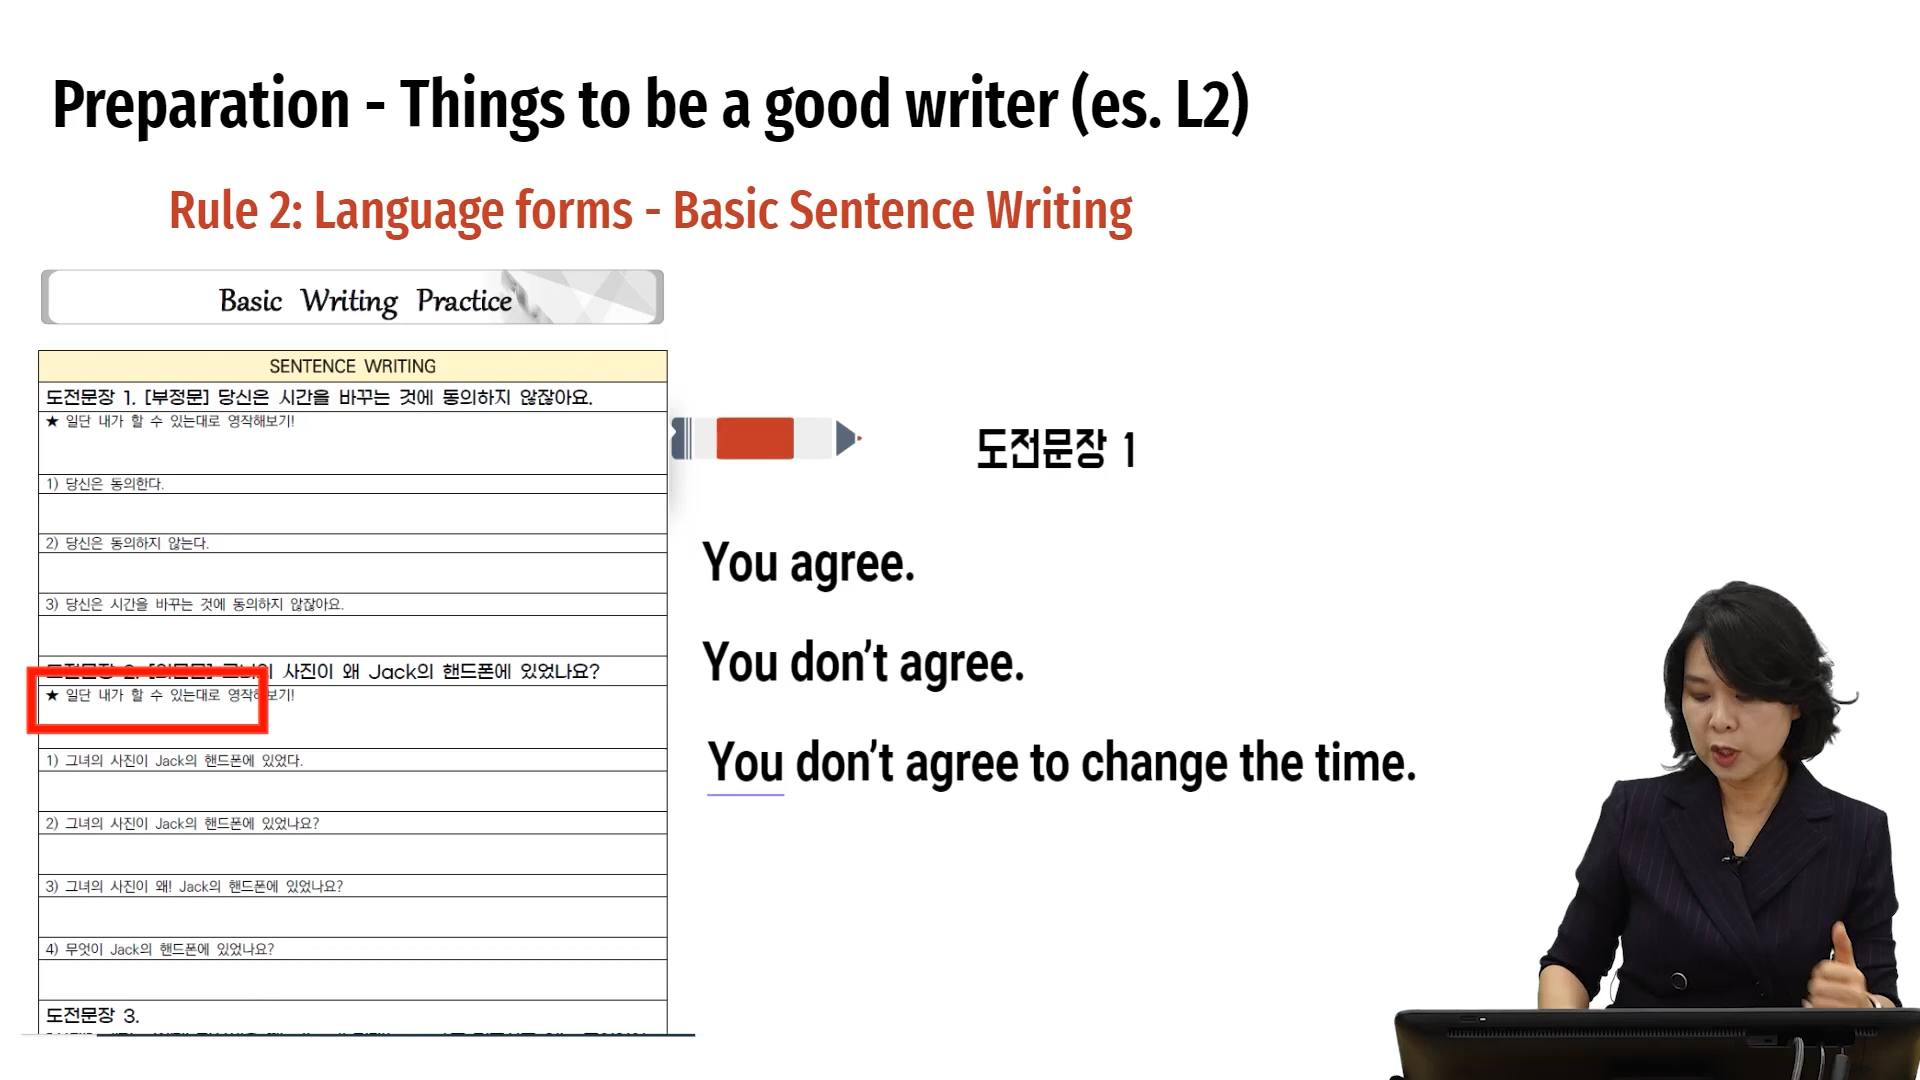 Preparation - Things to be a good writer (es. L2)
Rule 2: Language forms - Basic Sentence Writing
Basic Writing Practice
SENTENCE WRITING
도전문장 1. [부정문] 당신은 시간을 바꾸는 것에 동의하지 않잖아요.
★ 일단 내가 할 수 있는대로 영작해보기!
1) 당신은 동의한다.
2) 당신은 동의하지 않는다.
3) 당신은 시간을 바꾸는 것에 동의하지 않잖아요.
도전문장 2. [의문문] 그녀의 사진이 왜 Jack의 핸드폰에 있었나요?
★ 일단 내가 할 수 있는대로 영작해보기!
1) 그녀의 사진이 Jack의 핸드폰에 있었다.
2) 그녀의 사진이 Jack의 핸드폰에 있었나요?
3) 그녀의 사진이 왜! Jack의 핸드폰에 있었나요?
4) 무엇이 Jack의 핸드폰에 있었나요?
도전문장 3.
도전문장 1
You agree.
You don't agree.
You don't agree to change the time.